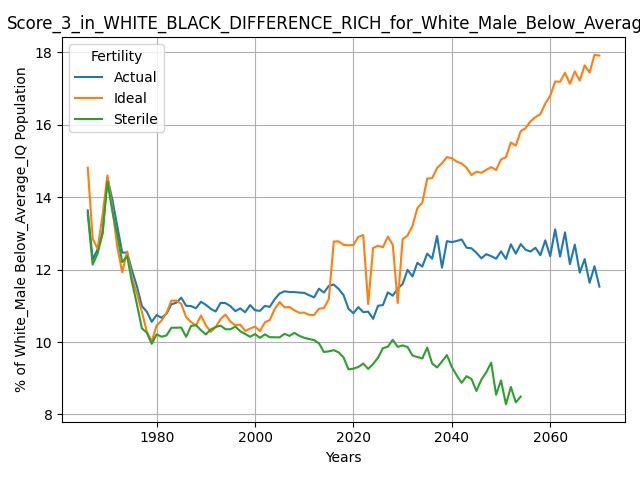 Score_3_in_WHITE_BLACK_DIFFERENCE_RICH_for_White_Male_Below_Averag
Fertility
Actual
Ideal
Sterile
% of White_Male Below_Average_IQ Population
18
16
14
12
10
8
1980
2000
2020
2040
2060
Years